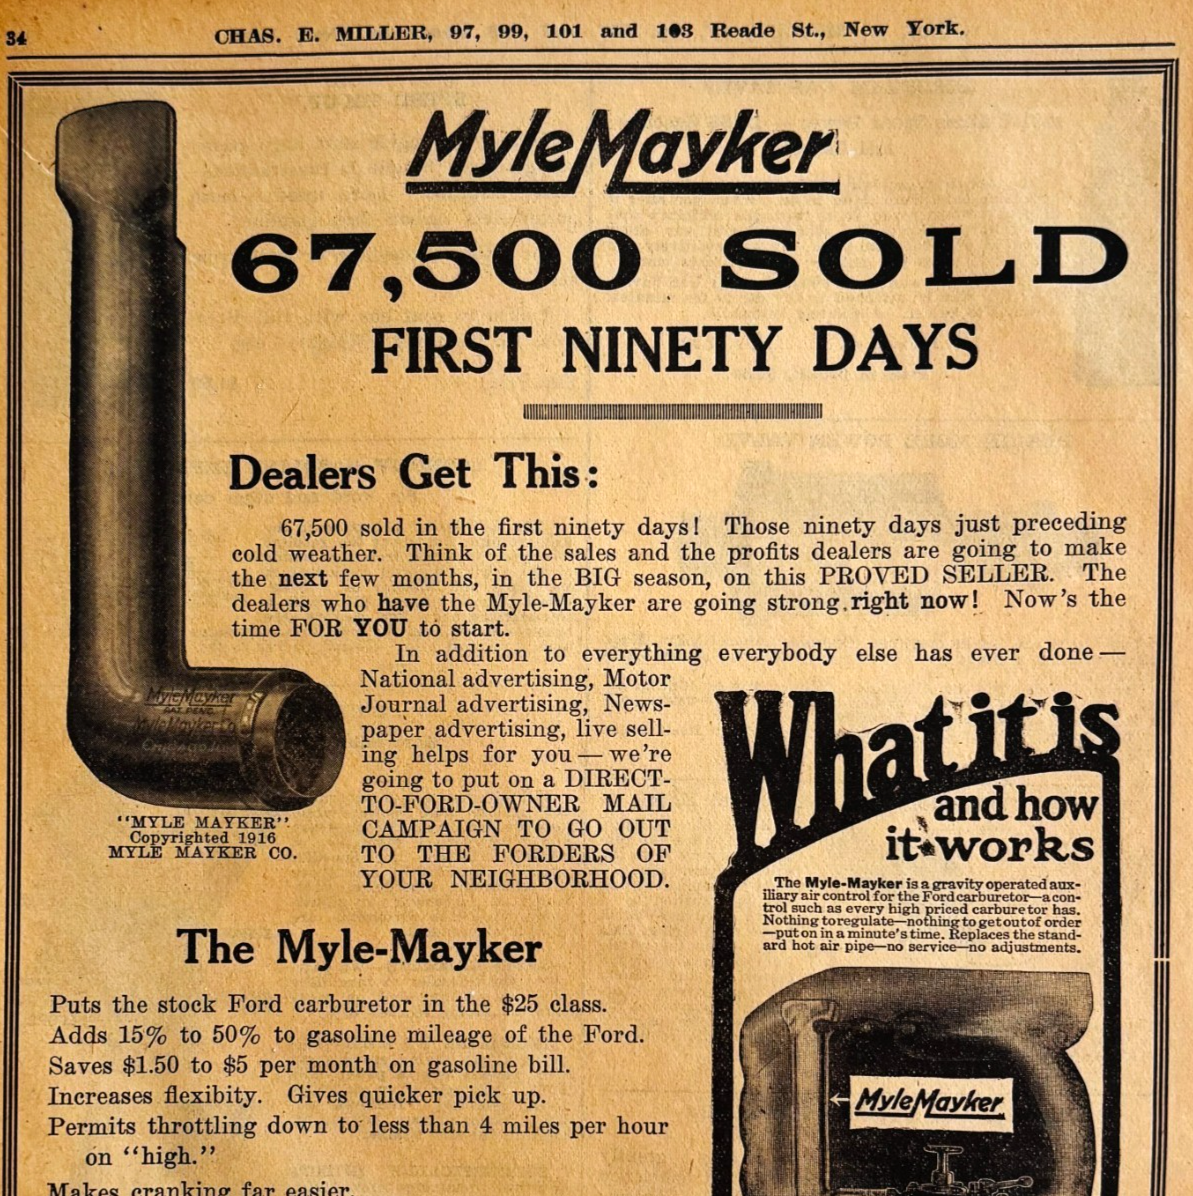 34
CHAS. E. MILLER, 97, 99, 101 and 103 Reade St., New York.
MyleMayker
67,500 SOLD
FIRST NINETY DAYS
Dealers Get This:
67,500 sold in the first ninety days! Those ninety days just preceding
cold weather. Think of the sales and the profits dealers are going to make
the next few months, in the BIG season, on this PROVED SELLER. The
dealers who have the Myle-Mayker are going strong right now! Now's the
time FOR YOU to start.
In addition to everything everybody else has ever done—
National advertising, Motor
Journal advertising, News-
paper advertising, live sell-
ing helps for you—we're
going to put on a DIRECT-
TO-FORD-OWNER MAIL
CAMPAIGN TO GO OUT
TO THE FORDERS OF
YOUR NEIGHBORHOOD.
MyleMayker
PAT. PEND.
MyleMayker Co.
Chicago
"MYLE MAYKER"
Copyrighted 1916
MYLE MAYKER CO.
The Myle-Mayker
Puts the stock Ford carburetor in the $25 class.
Adds 15% to 50% to gasoline mileage of the Ford.
Saves $1.50 to $5 per month on gasoline bill.
Increases flexibity. Gives quicker pick up.
Permits throttling down to less than 4 miles per hour
on "high."
Makes cranking far easier.
What it is
and how
it works
The Myle-Mayker is a gravity operated aux-
iliary air control for the Ford carburetor—a con-
trol such as every high priced carburetor has.
Nothing to regulate—nothing to get out of order
—put on in a minute's time. Replaces the stand-
ard hot air pipe—no service—no adjustments.
MyleMayker